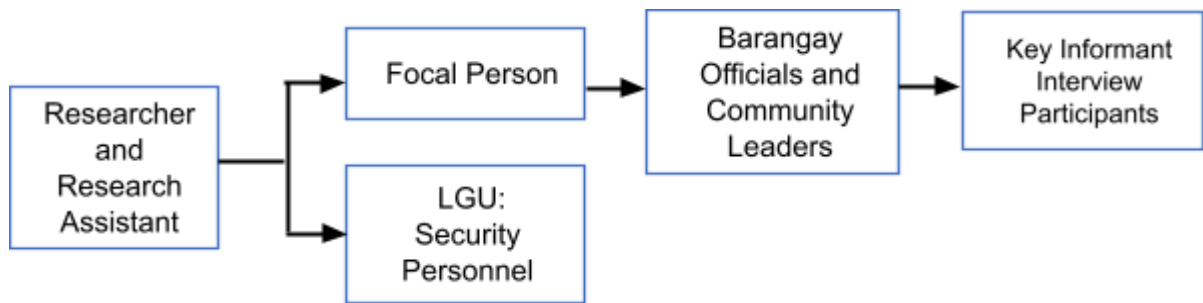 Researcher
and
Research
Assistant
Focal Person
LGU:
Security
Personnel
Barangay
Officials and
Community
Leaders
Key Informant
Interview
Participants